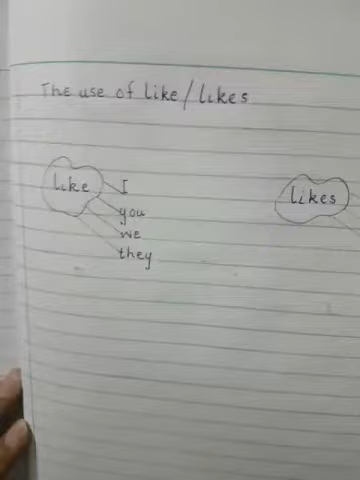 The use of like/likes
like I
likes
you
we
they